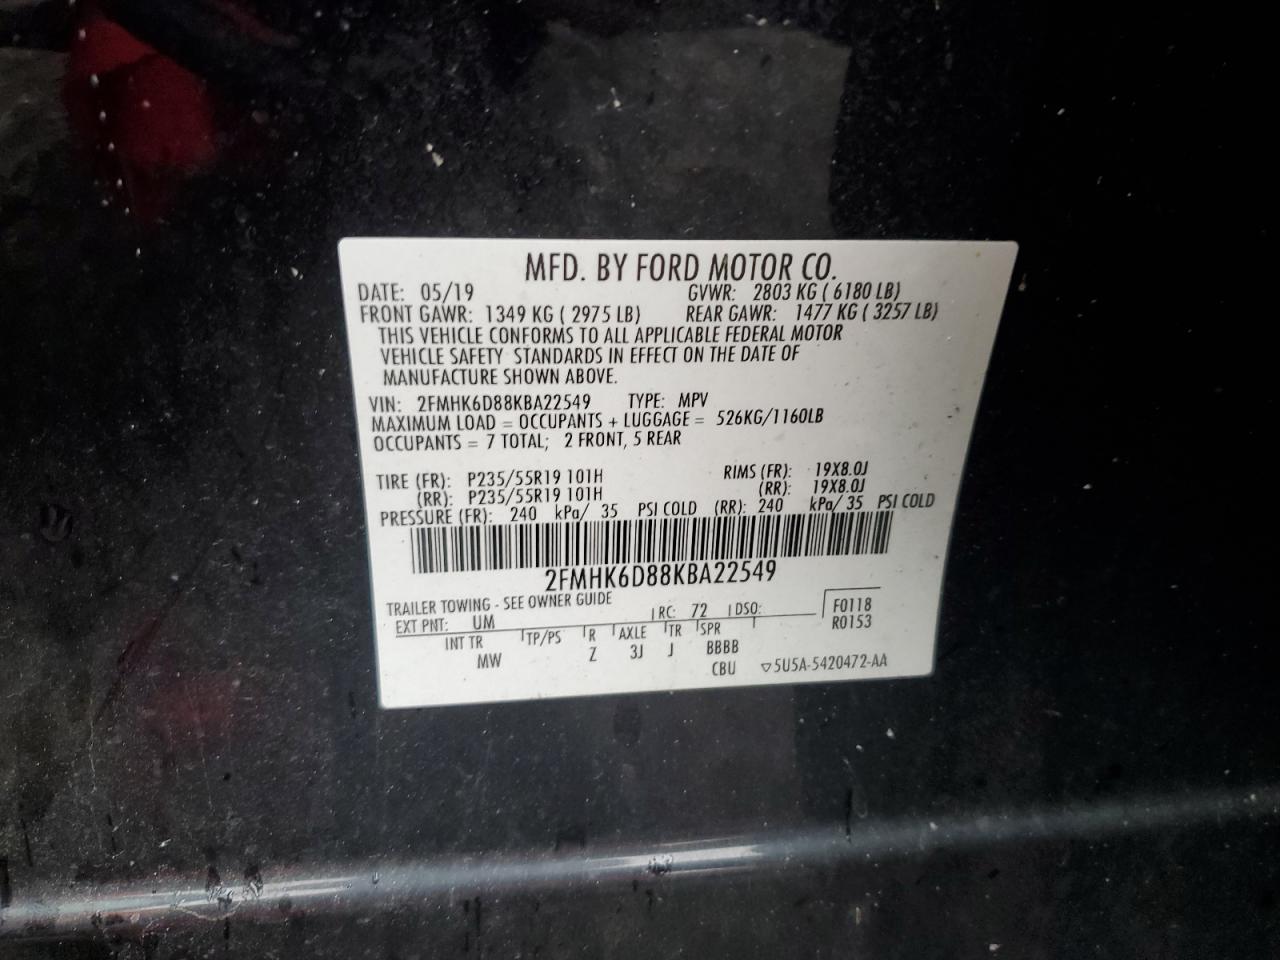 MFD. BY FORD MOTOR CO.
DATE: 05/19 GVWR: 2803 KG ( 6180 LB)
FRONT GAWR: 1349 KG ( 2975 LB) REAR GAWR: 1477 KG ( 3257 LB)
THIS VEHICLE CONFORMS TO ALL APPLICABLE FEDERAL MOTOR
VEHICLE SAFETY STANDARDS IN EFFECT ON THE DATE OF
MANUFACTURE SHOWN ABOVE.
VIN: 2FMHK6D88KBA22549 TYPE: MPV
MAXIMUM LOAD = OCCUPANTS + LUGGAGE = 526KG/1160LB
OCCUPANTS = 7 TOTAL; 2 FRONT, 5 REAR
TIRE (FR): P235/55R19 101H RIMS (FR): 19X8.0J
(RR): P235/55R19 101H (RR): 19X8.0J
PRESSURE (FR): 240 kPa/ 35 PSI COLD (RR): 240 kPa/ 35 PSI COLD
2FMHK6D88KBA22549
TRAILER TOWING - SEE OWNER GUIDE
EXT PNT: UM RC: 72 DSO: F0118
R0153
INT TR TP/PS R AXLE TR SPR
MW Z 3J J BBBB
CBU ▽5U5A-5420472-AA